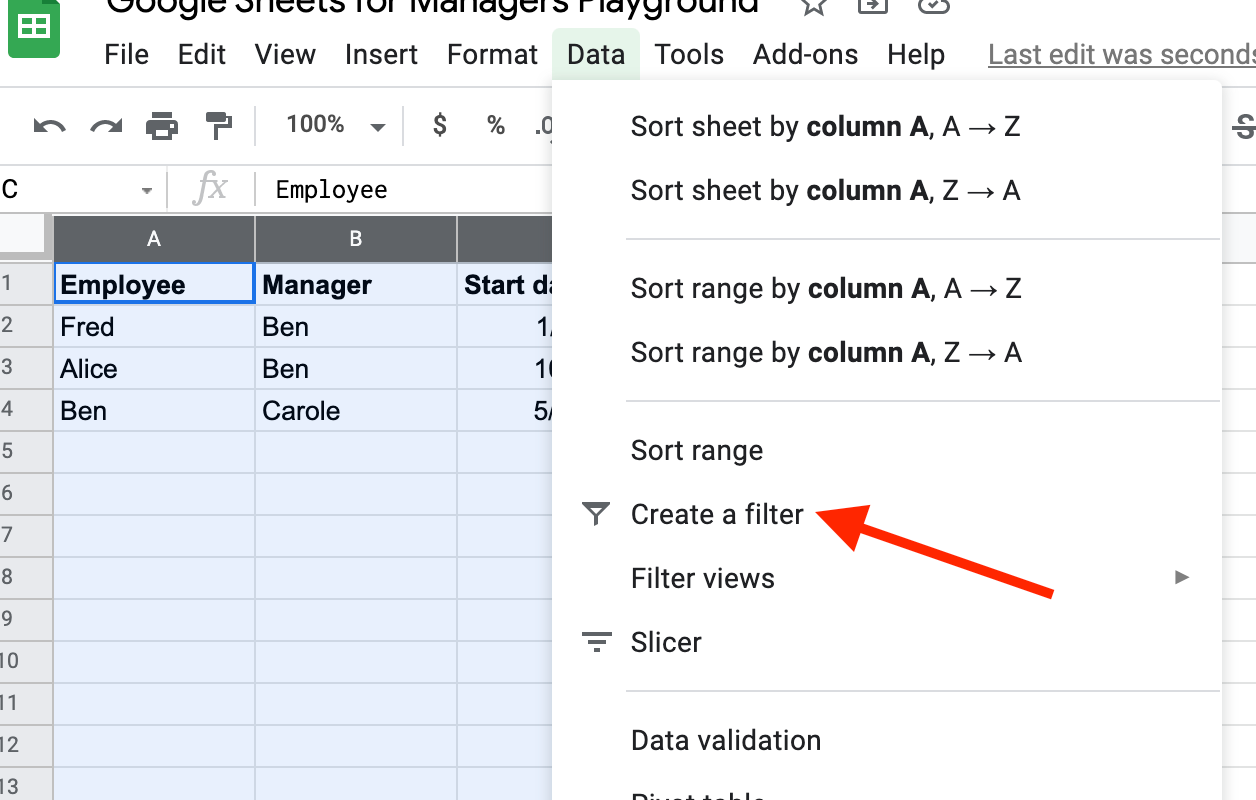 Google Sheets for Managers Playground
File Edit View Insert Format Data Tools Add-ons Help Last edit was seconds
100% $ % .0
C fx Employee
A B
1 Employee Manager Start da
2 Fred Ben 1/
3 Alice Ben 10
4 Ben Carole 5/
5
6
7
8
9
10
11
12
13
Sort sheet by column A, A → Z
Sort sheet by column A, Z → A
Sort range by column A, A → Z
Sort range by column A, Z → A
Sort range
Create a filter
Filter views
Slicer
Data validation
Pivot table